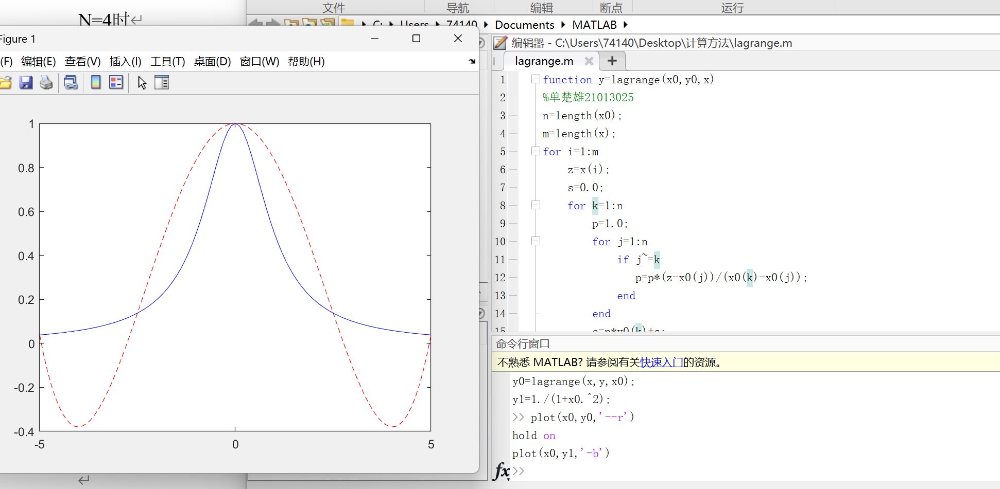 N=4时
Figure 1
(F) 编辑(E) 查看(V) 插入(I) 工具(T) 桌面(D) 窗口(W) 帮助(H)
1
0.8
0.6
0.4
0.2
0
-0.2
-0.4
-5 0 5
文件 导航 编辑 断点 运行
C: Users 74140 Documents MATLAB
编辑器 - C:\Users\74140\Desktop\计算方法\lagrange.m
lagrange.m
1 function y=lagrange(x0,y0,x)
2 %单楚雄21013025
3 n=length(x0);
4 m=length(x);
5 for i=1:m
6 z=x(i);
7 s=0.0;
8 for k=1:n
9 p=1.0;
10 for j=1:n
11 if j~=k
12 p=p*(z-x0(j))/(x0(k)-x0(j));
13 end
14 end
15 s=p*y0(k)+s;
命令行窗口
不熟悉 MATLAB? 请参阅有关快速入门的资源。
y0=lagrange(x,y,x0);
y1=1./(1+x0.^2);
>> plot(x0,y0,'--r')
hold on
plot(x0,y1,'-b')
fx >>